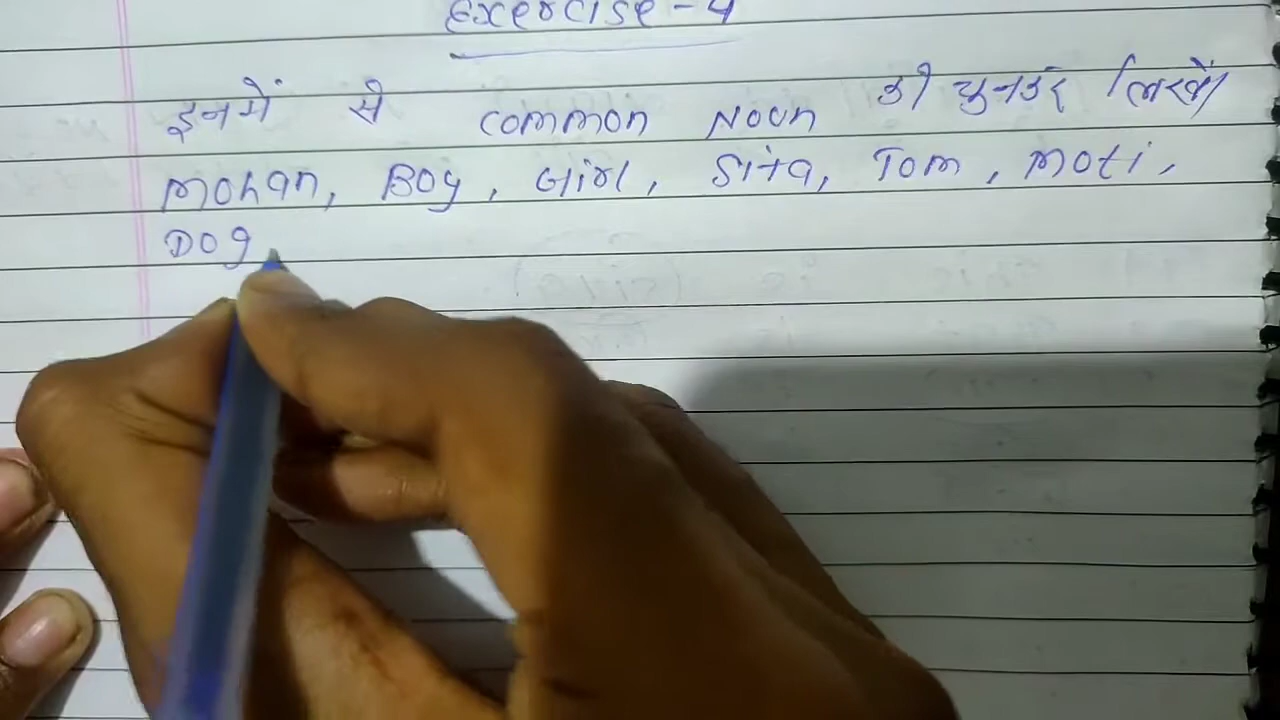 Exercise-4
इनमें से Common Noun को चुनकर लिखें।
Mohan, Boy, Girl, Sita, Tom, Moti,
Dog